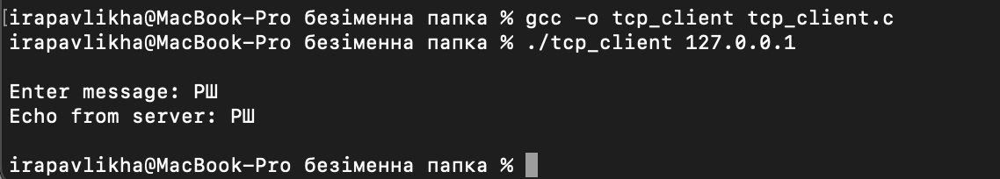 [irapavlikha@MacBook-Pro безіменна папка % gcc -o tcp_client tcp_client.c
irapavlikha@MacBook-Pro безіменна папка % ./tcp_client 127.0.0.1
Enter message: РШ
Echo from server: РШ
irapavlikha@MacBook-Pro безіменна папка %